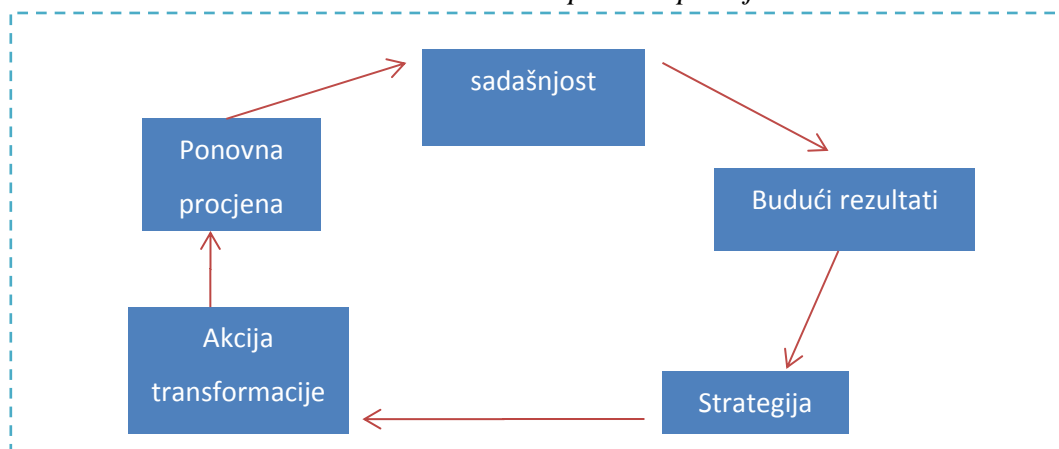 sadašnjost
Budući rezultati
Strategija
Akcija
transformacije
Ponovna
procjena